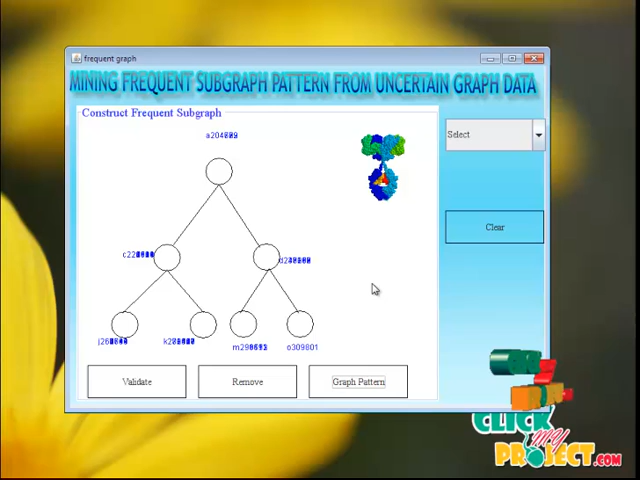 frequent graph
MINING FREQUENT SUBGRAPH PATTERN FROM UNCERTAIN GRAPH DATA
Construct Frequent Subgraph
Select
Clear
o309801
Validate
Remove
Graph Pattern
CLICK
MY
PROJECT.COM